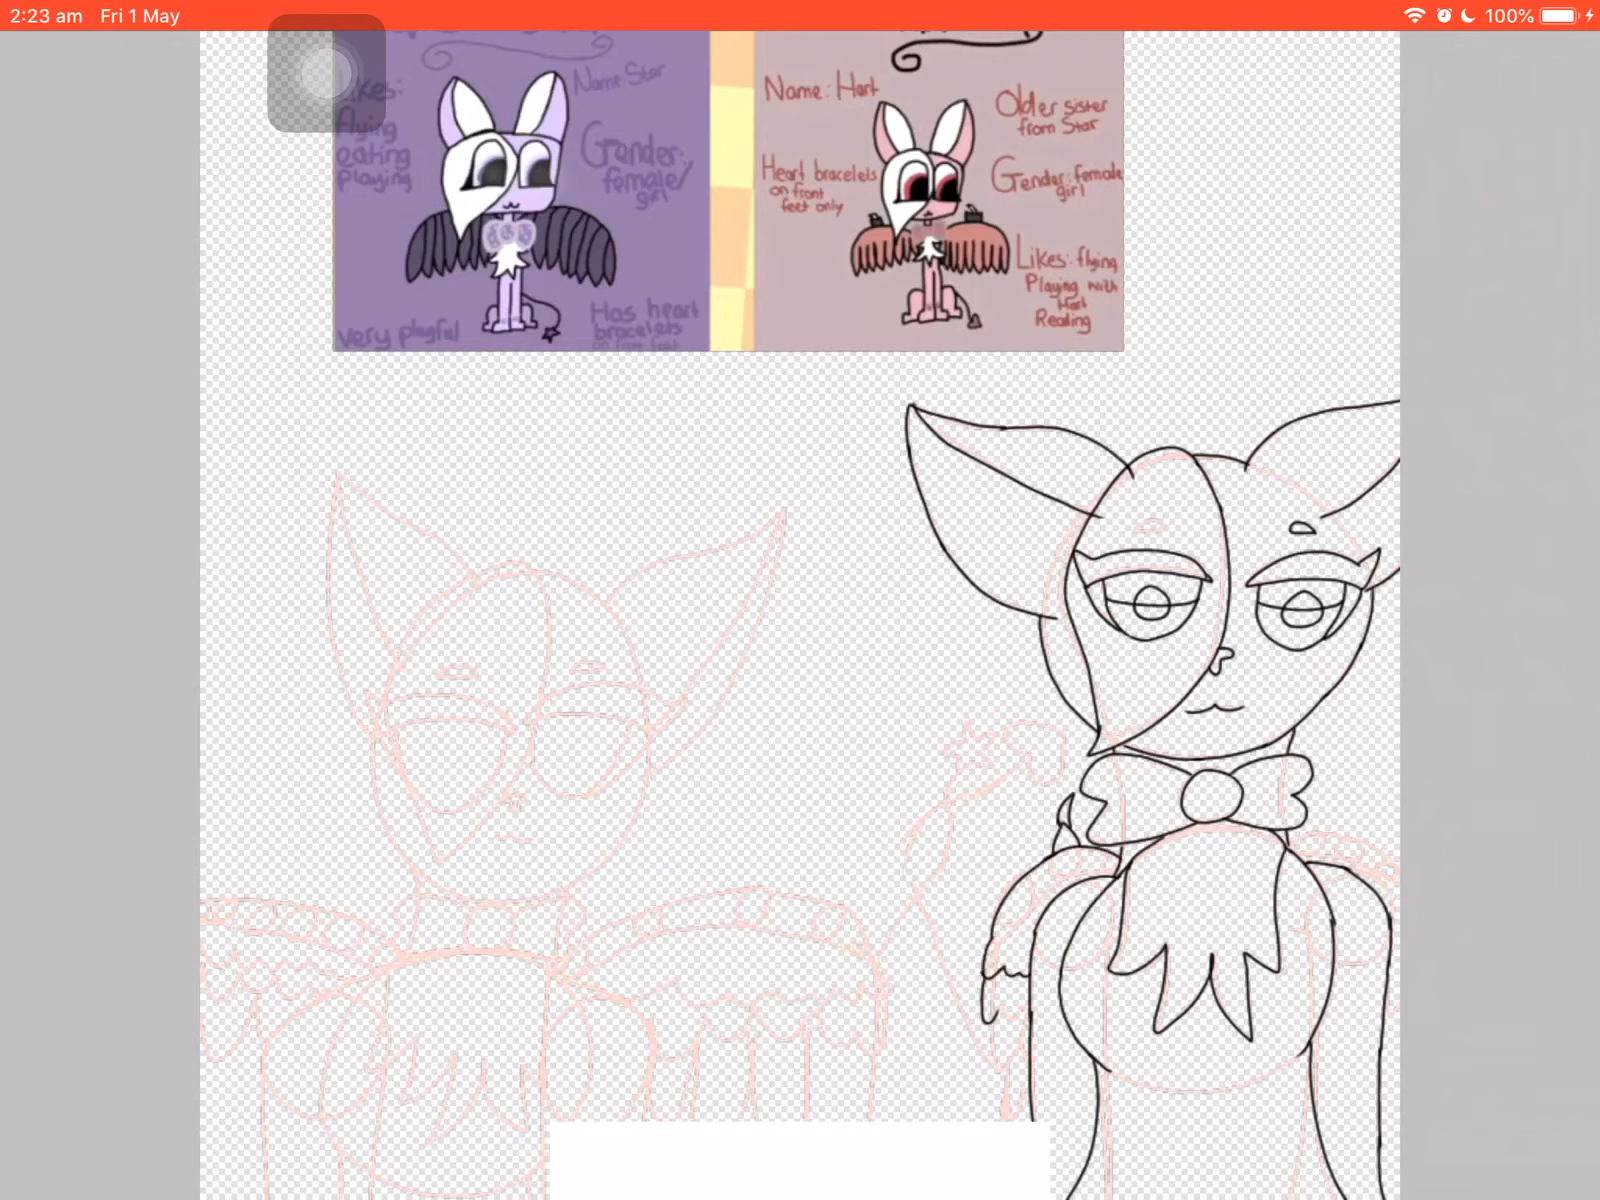 2:23 am Fri 1 May
100%
Likes:
flying
eating
playing
Name Star
Gender:
female/
girl
very playful
Has heart
bracelets
on front feet
Name: Hart
Older sister
from Star
Heart bracelets
on front
feet only
Gender: female
girl
Likes: flying
Playing with
Hart
Reading